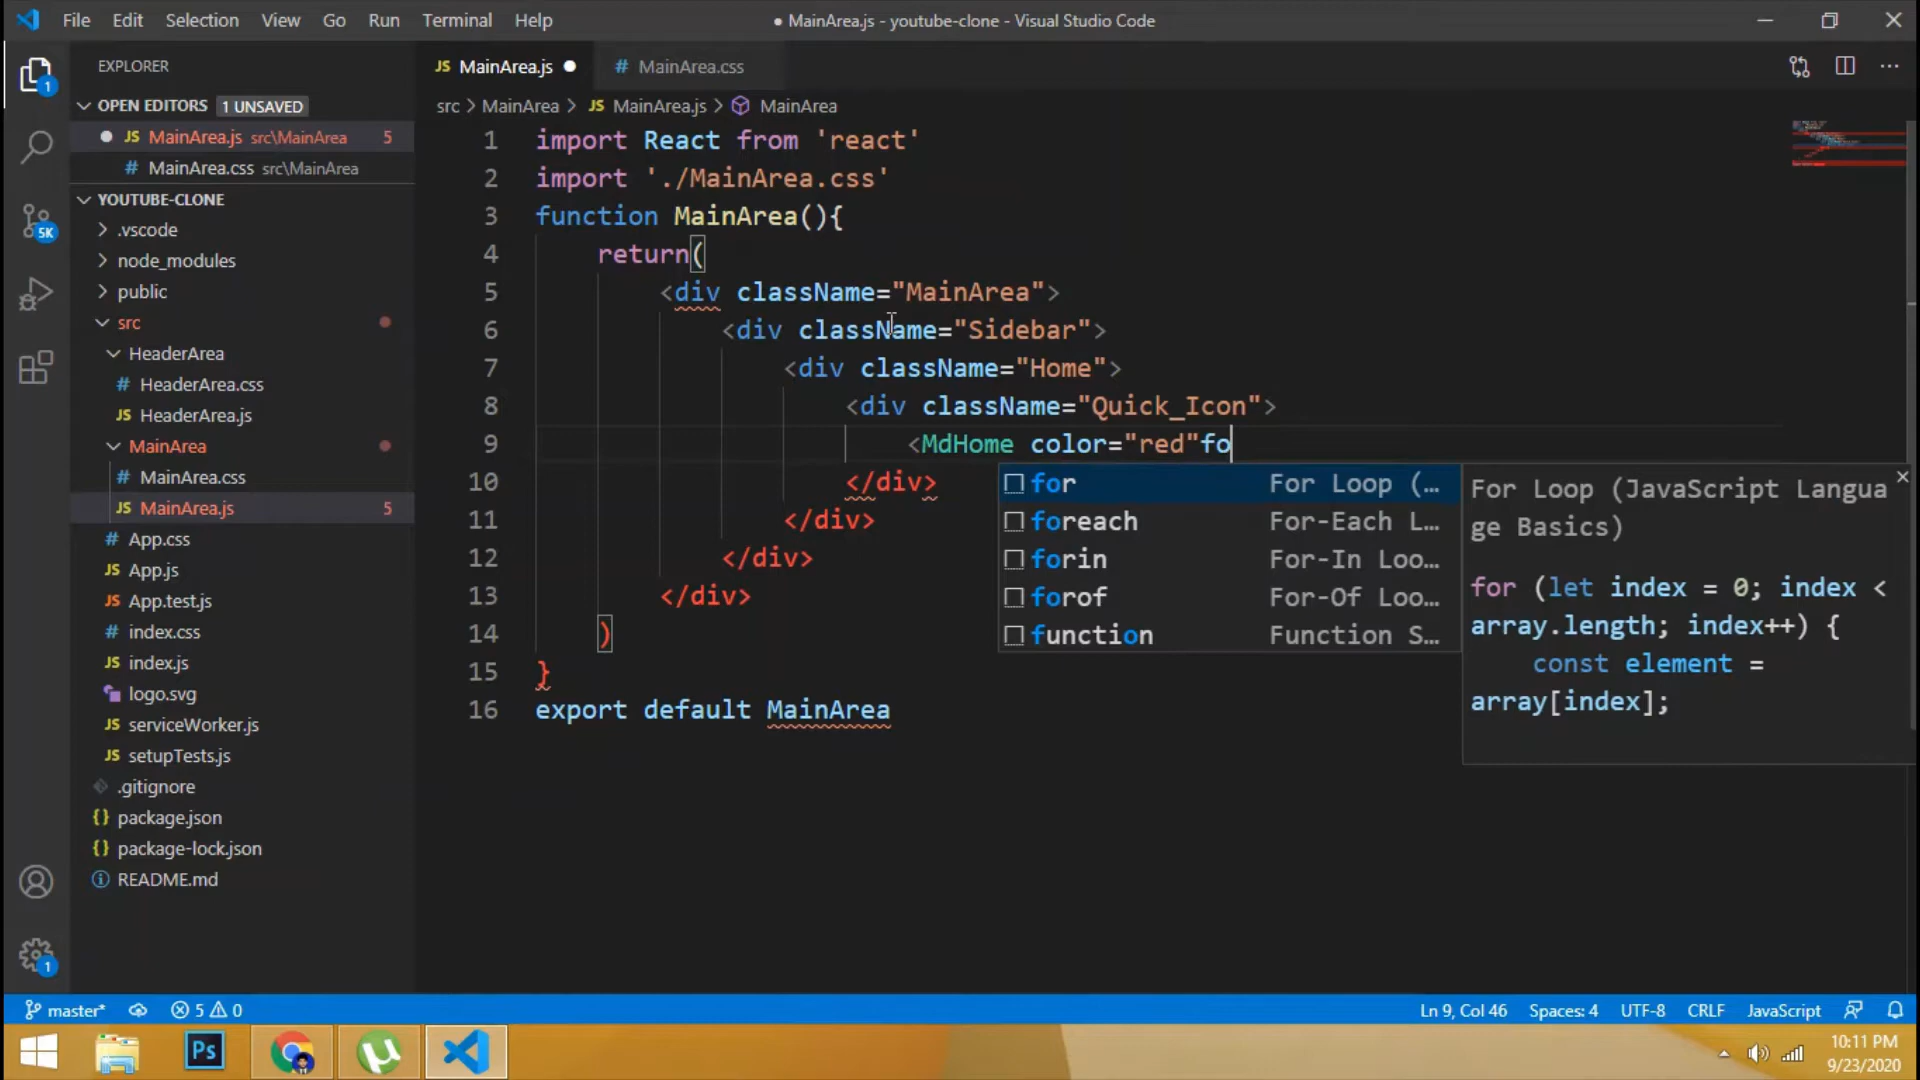 File Edit Selection View Go Run Terminal Help
● MainArea.js - youtube-clone - Visual Studio Code
EXPLORER
OPEN EDITORS 1 UNSAVED
JS MainArea.js src\MainArea 5
# MainArea.css src\MainArea
YOUTUBE-CLONE
.vscode
node_modules
public
src
HeaderArea
# HeaderArea.css
JS HeaderArea.js
MainArea
# MainArea.css
JS MainArea.js 5
# App.css
JS App.js
JS App.test.js
# index.css
JS index.js
logo.svg
JS serviceWorker.js
JS setupTests.js
.gitignore
{} package.json
{} package-lock.json
README.md
1
5K
1
JS MainArea.js ●
# MainArea.css
src > MainArea > JS MainArea.js > MainArea
1 import React from 'react'
2 import './MainArea.css'
3 function MainArea(){
4 return(
5 <div className="MainArea">
6 <div className="Sidebar">
7 <div className="Home">
8 <div className="Quick_Icon">
9 <MdHome color="red"fo
10 </div>
11 </div>
12 </div>
13 </div>
14 )
15 }
16 export default MainArea
for For Loop (…
foreach For-Each L…
forin For-In Loo…
forof For-Of Loo…
function Function S…
For Loop (JavaScript Langua
ge Basics)
for (let index = 0; index <
array.length; index++) {
const element =
array[index];
master* 5 0
Ln 9, Col 46 Spaces: 4 UTF-8 CRLF JavaScript
Ps
10:11 PM
9/23/2020